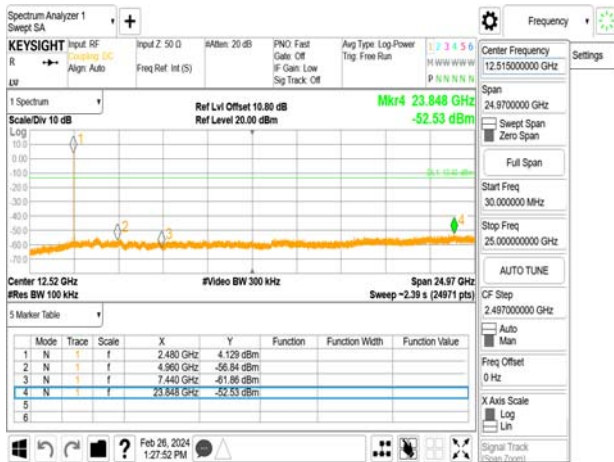 Spectrum Analyzer 1
Swept SA
Frequency
KEYSIGHT Input: RF Input Z: 50 Ω #Atten: 20 dB PNO: Fast Avg Type: Log-Power 1 2 3 4 5 6
R Coupling: DC Gate: Off Trig: Free Run
Align: Auto Freq Ref: Int (S) IF Gain: Low M W W W W W
Sig Track: Off P N N N N N
Center Frequency
12.515000000 GHz
Settings
1 Spectrum Ref Lvl Offset 10.80 dB Mkr4 23.848 GHz
Scale/Div 10 dB Ref Level 20.00 dBm -52.53 dBm
Log
10.0
0.00
-10.0
-20.0
-30.0
-40.0
-50.0
-60.0
-70.0
1
2
3
4
Span
24.9700000 GHz
Swept Span
Zero Span
Full Span
Start Freq
30.000000 MHz
Stop Freq
25.000000000 GHz
AUTO TUNE
Center 12.52 GHz #Video BW 300 kHz Span 24.97 GHz
#Res BW 100 kHz Sweep ~2.39 s (24971 pts)
CF Step
2.497000000 GHz
Auto
Man
Freq Offset
0 Hz
X Axis Scale
Log
Lin
Signal Track
(Span Zoom)
5 Marker Table
Mode Trace Scale X Y Function Function Width Function Value
1 N 1 f 2.480 GHz 4.129 dBm
2 N 1 f 4.960 GHz -56.84 dBm
3 N 1 f 7.440 GHz -61.86 dBm
4 N 1 f 23.848 GHz -52.53 dBm
5
6
Feb 26, 2024
1:27:52 PM